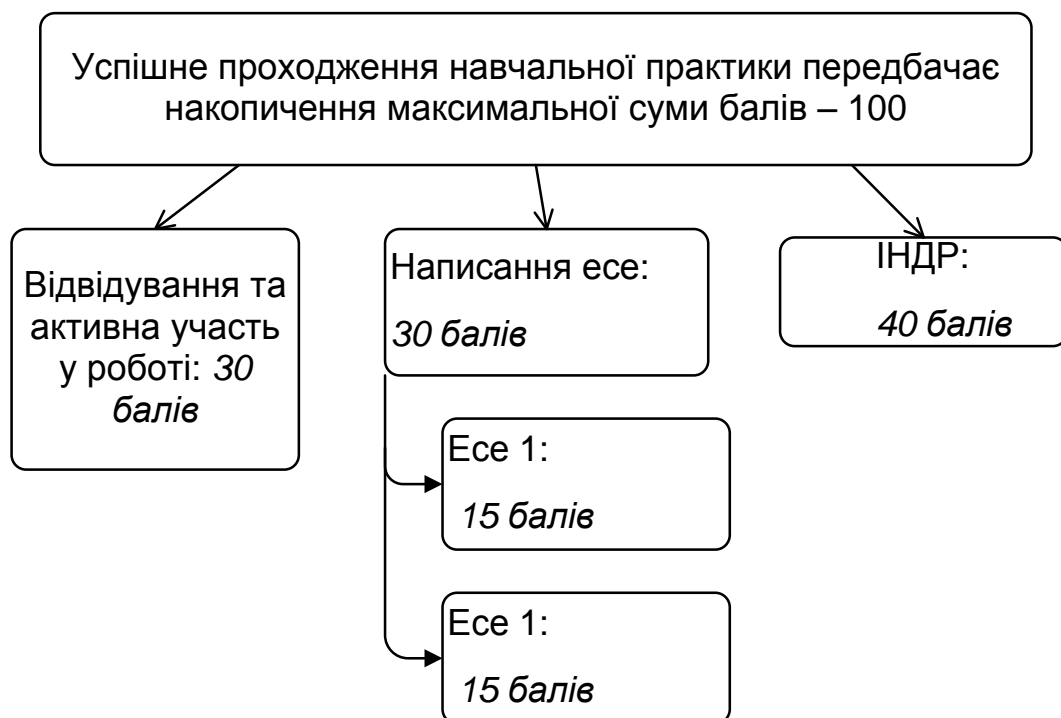 Успішне проходження навчальної практики передбачає
накопичення максимальної суми балів – 100
Відвідування та
активна участь
у роботі: 30
балів
Написання есе:
30 балів
ІНДР:
40 балів
Есе 1:
15 балів
Есе 1:
15 балів